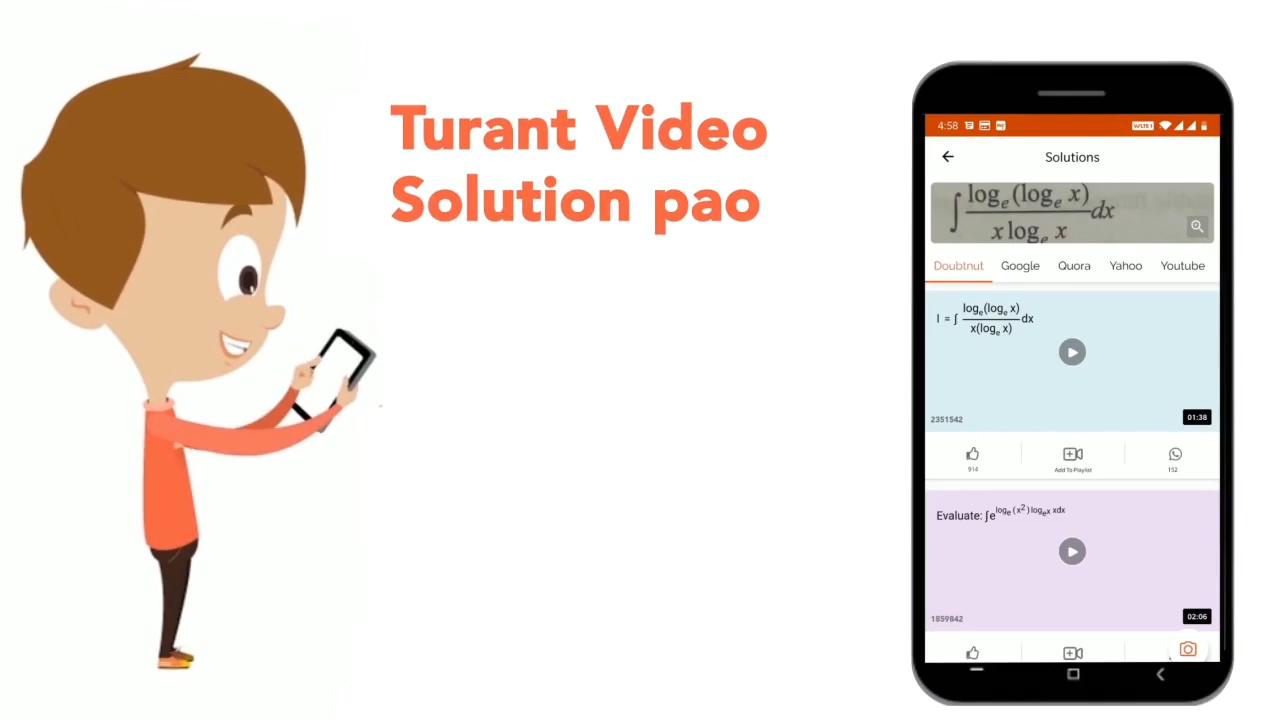 Turant Video
Solution pao
4:58
VoLTE1
Solutions
∫ logₑ(logₑ x) / x logₑ x dx
Doubtnut Google Quora Yahoo Youtube
I = ∫ logₑ(logₑ x) / x(logₑ x) dx
2351542 01:38
914 Add To Playlist 152
Evaluate: ∫e^logₑ(x²)logₑx xdx
1859842 02:06